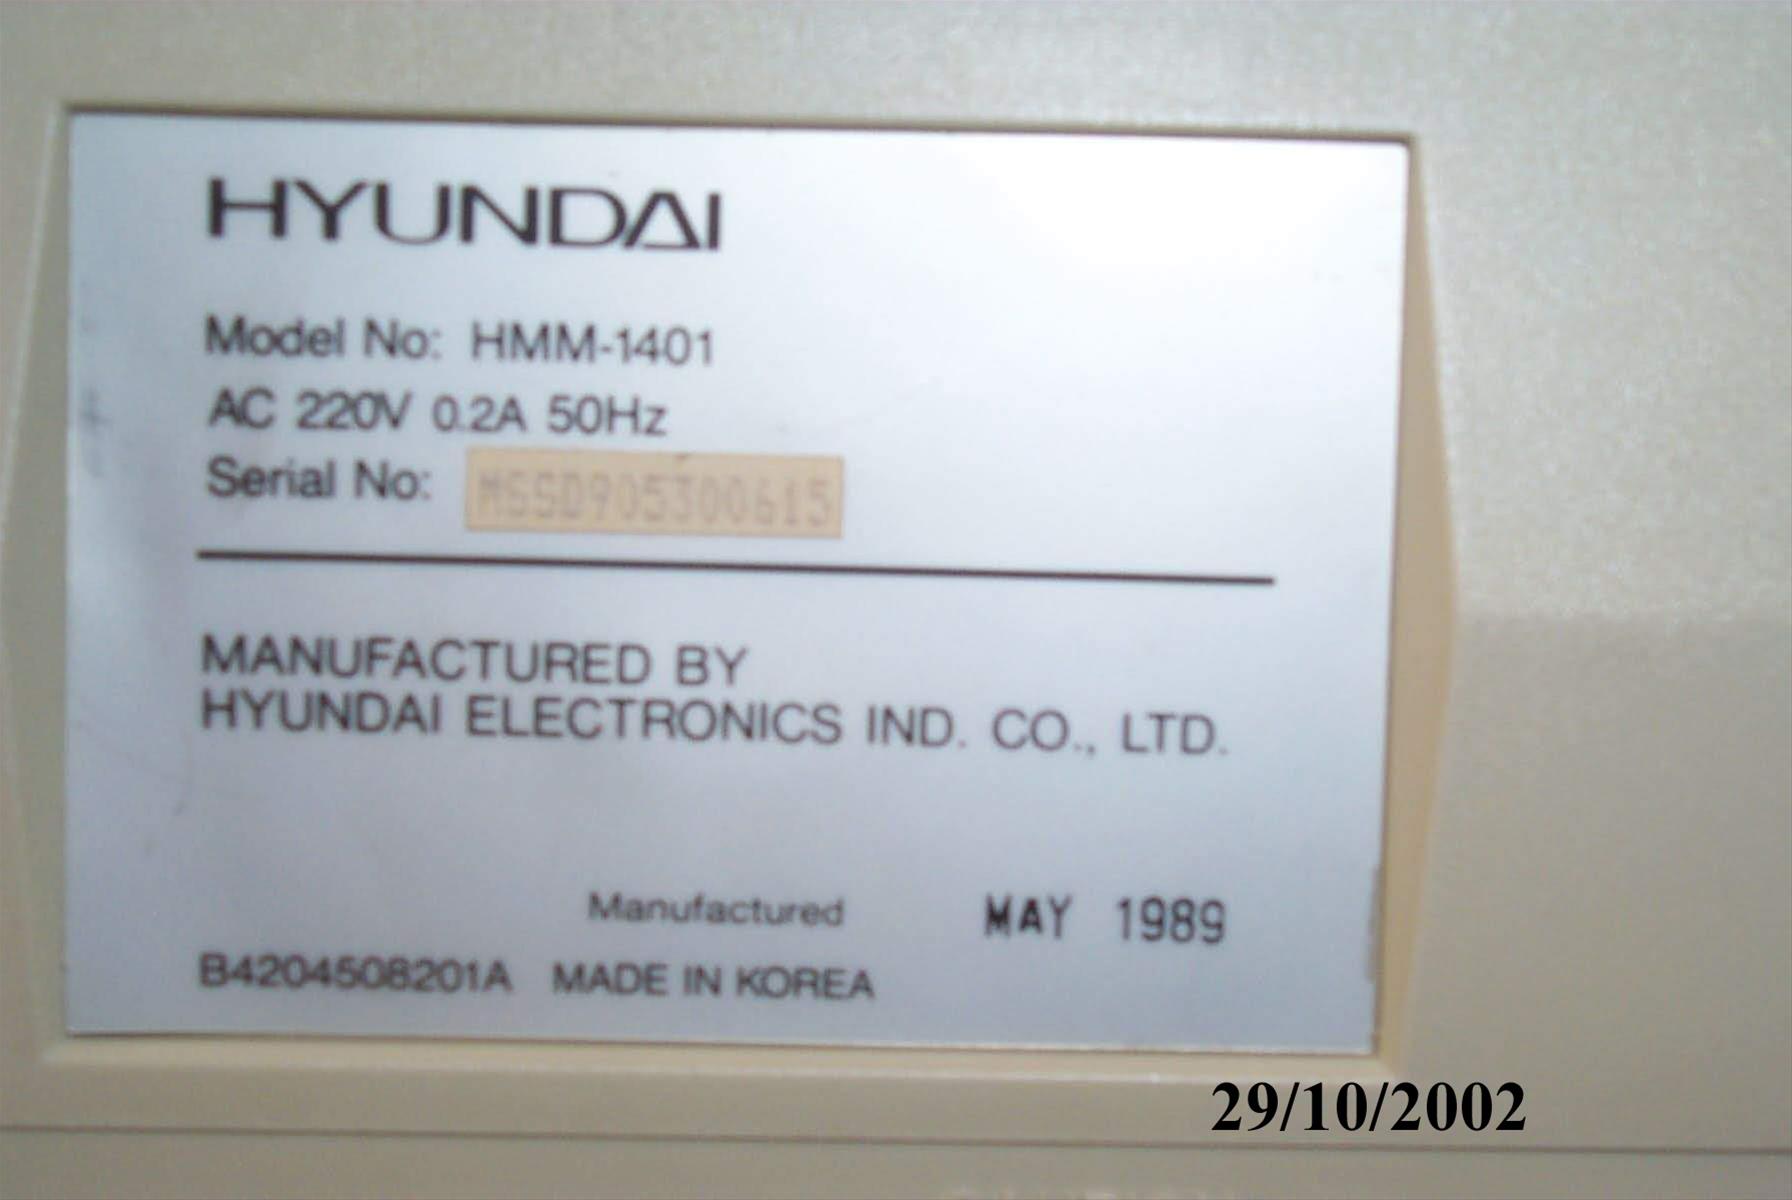 HYUNDAI
Model No: HMM-1401
AC 220V 0.2A 50Hz
Serial No: MSSD905300615
MANUFACTURED BY
HYUNDAI ELECTRONICS IND. CO., LTD.
Manufactured MAY 1989
B4204508201A MADE IN KOREA
29/10/2002